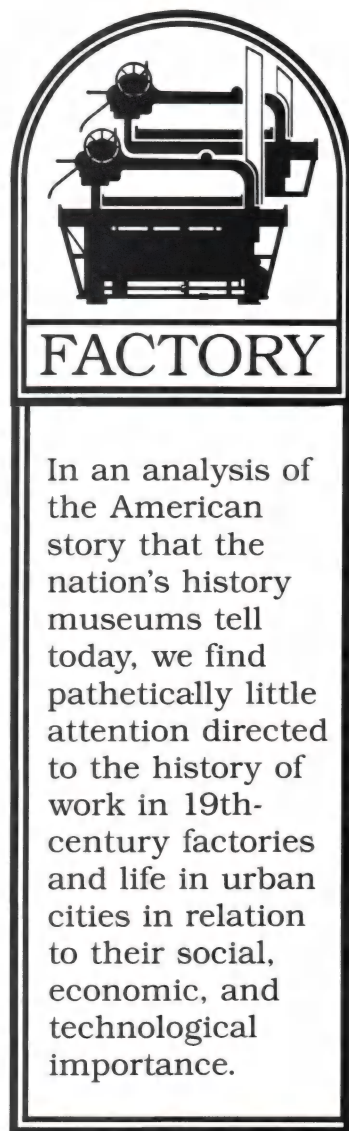 FACTORY
In an analysis of
the American
story that the
nation's history
museums tell
today, we find
pathetically little
attention directed
to the history of
work in 19th-
century factories
and life in urban
cities in relation
to their social,
economic, and
technological
importance.